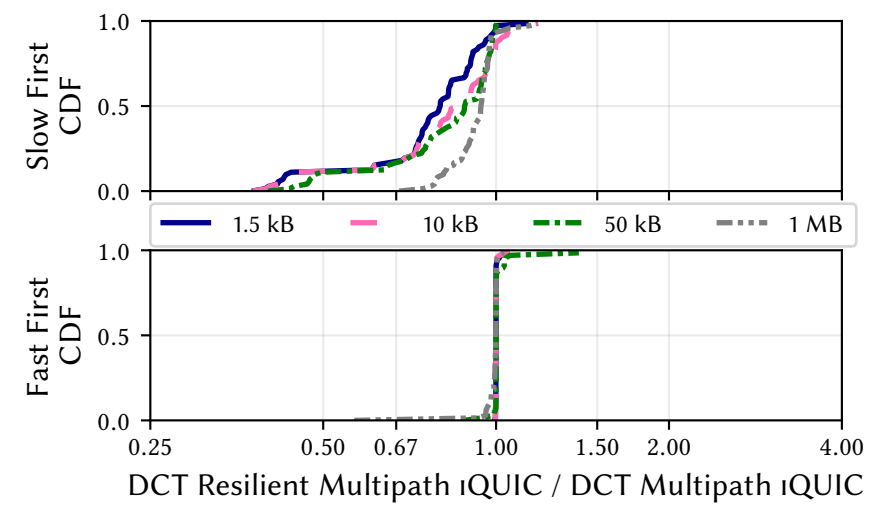 Slow First
CDF
1.0
0.5
0.0
1.5 kB
10 kB
50 kB
1 MB
Fast First
CDF
1.0
0.5
0.0
0.25
0.50
0.67
1.00
1.50
2.00
4.00
DCT Resilient Multipath ıQUIC / DCT Multipath ıQUIC